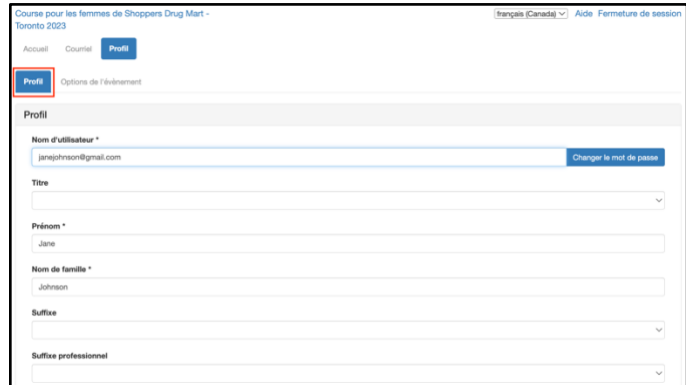 Course pour les femmes de Shoppers Drug Mart -
Toronto 2023
français (Canada) Aide Fermeture de session
Accueil Courriel Profil
Profil Options de l'évènement
Profil
Nom d'utilisateur *
janejohnson@gmail.com Changer le mot de passe
Titre
Prénom *
Jane
Nom de famille *
Johnson
Suffixe
Suffixe professionnel